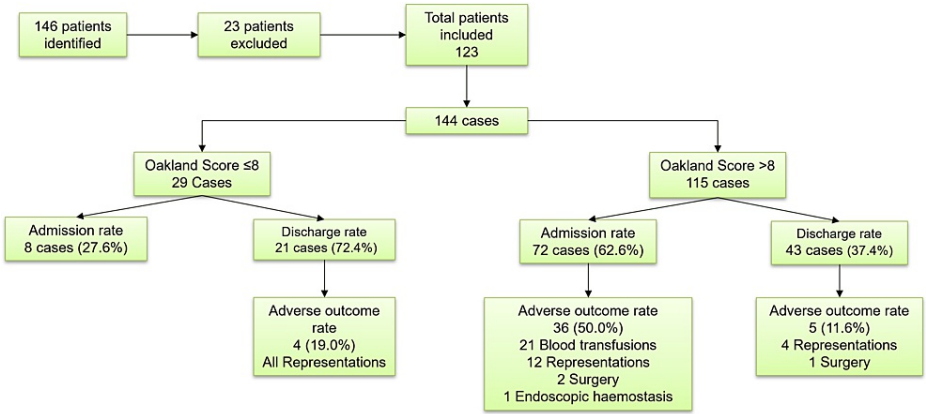 146 patients
identified
23 patients
excluded
Total patients
included
123
144 cases
Oakland Score ≤8
29 Cases
Oakland Score >8
115 cases
Admission rate
8 cases (27.6%)
Discharge rate
21 cases (72.4%)
Admission rate
72 cases (62.6%)
Discharge rate
43 cases (37.4%)
Adverse outcome
rate
4 (19.0%)
All Representations
Adverse outcome rate
36 (50.0%)
21 Blood transfusions
12 Representations
2 Surgery
1 Endoscopic haemostasis
Adverse outcome rate
5 (11.6%)
4 Representations
1 Surgery